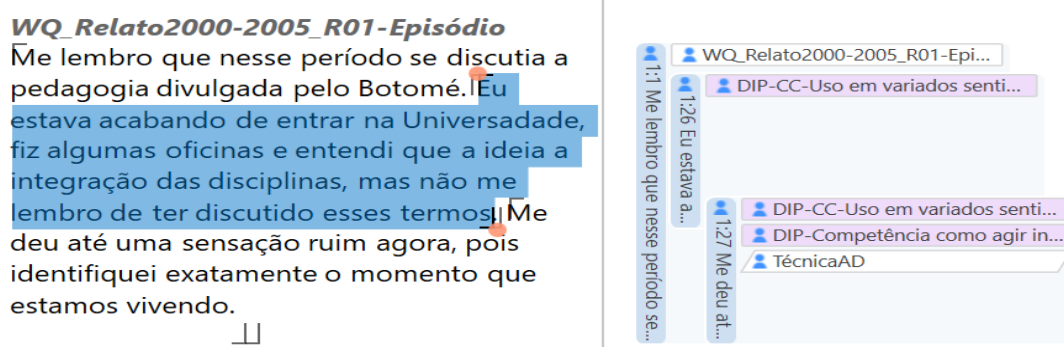 WQ_Relato2000-2005_R01-Episódio
Me lembro que nesse período se discutia a
pedagogia divulgada pelo Botomé. Eu
estava acabando de entrar na Universadade,
fiz algumas oficinas e entendi que a ideia a
integração das disciplinas, mas não me
lembro de ter discutido esses termos. Me
deu até uma sensação ruim agora, pois
identifiquei exatamente o momento que
estamos vivendo.
1:1 Me lembro que nesse período se...
WQ_Relato2000-2005_R01-Epi...
1:26 Eu estava a...
DIP-CC-Uso em variados senti...
1:27 Me deu at...
DIP-CC-Uso em variados senti...
DIP-Competência como agir in...
TécnicaAD